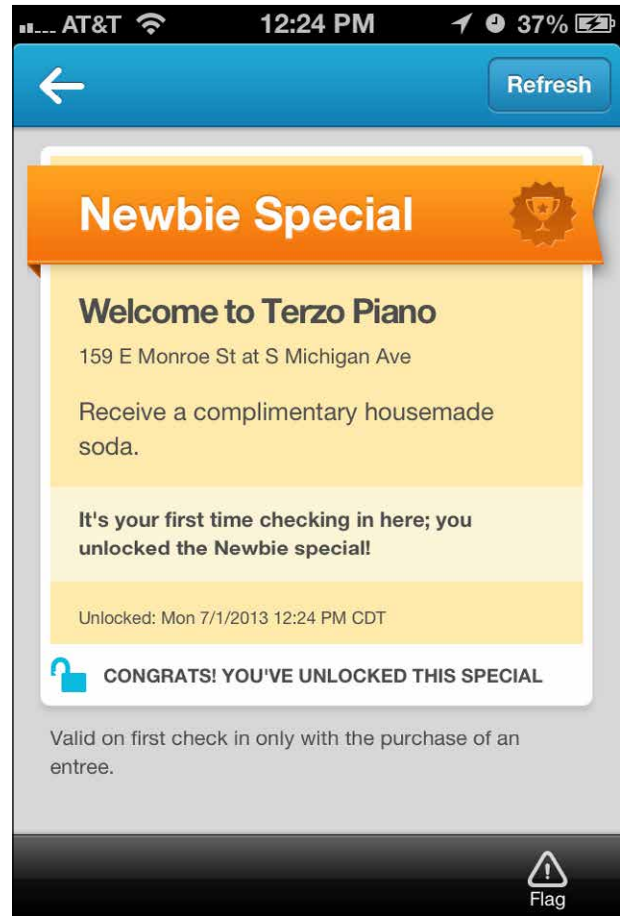 AT&T 12:24 PM 37%
Refresh
Newbie Special
Welcome to Terzo Piano
159 E Monroe St at S Michigan Ave
Receive a complimentary housemade
soda.
It's your first time checking in here; you
unlocked the Newbie special!
Unlocked: Mon 7/1/2013 12:24 PM CDT
CONGRATS! YOU'VE UNLOCKED THIS SPECIAL
Valid on first check in only with the purchase of an
entree.
Flag